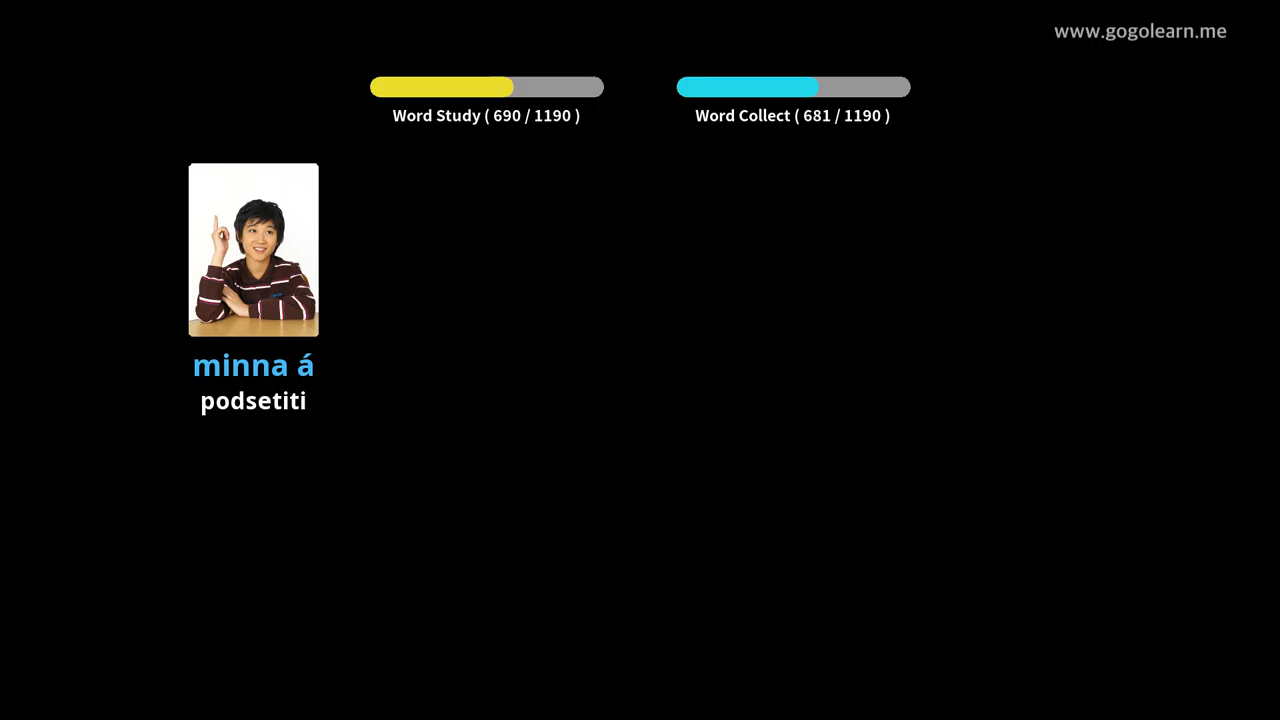 www.gogolearn.me
Word Study ( 690 / 1190 )
Word Collect ( 681 / 1190 )
minna á
podsetiti